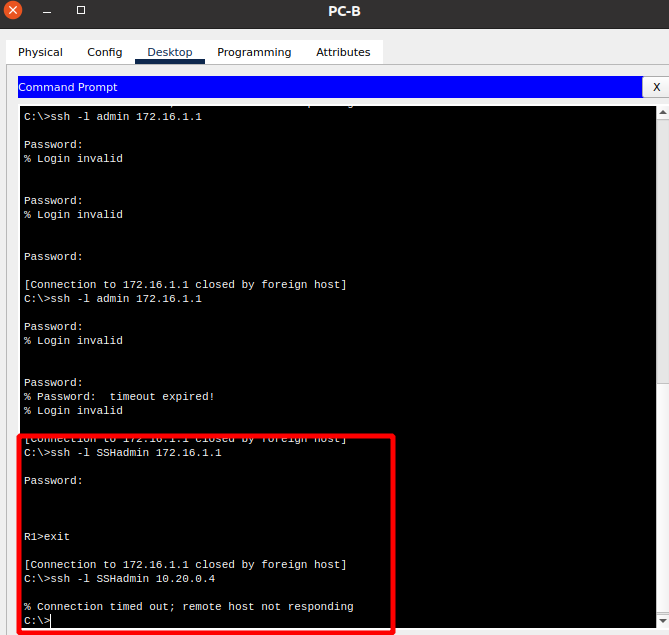 PC-B
Physical Config Desktop Programming Attributes
Command Prompt X
C:\>ssh -l admin 172.16.1.1
Password:
% Login invalid
Password:
% Login invalid
Password:
[Connection to 172.16.1.1 closed by foreign host]
C:\>ssh -l admin 172.16.1.1
Password:
% Login invalid
Password:
% Password:  timeout expired!
% Login invalid
[Connection to 172.16.1.1 closed by foreign host]
C:\>ssh -l SSHadmin 172.16.1.1
Password:
R1>exit
[Connection to 172.16.1.1 closed by foreign host]
C:\>ssh -l SSHadmin 10.20.0.4
% Connection timed out; remote host not responding
C:\>